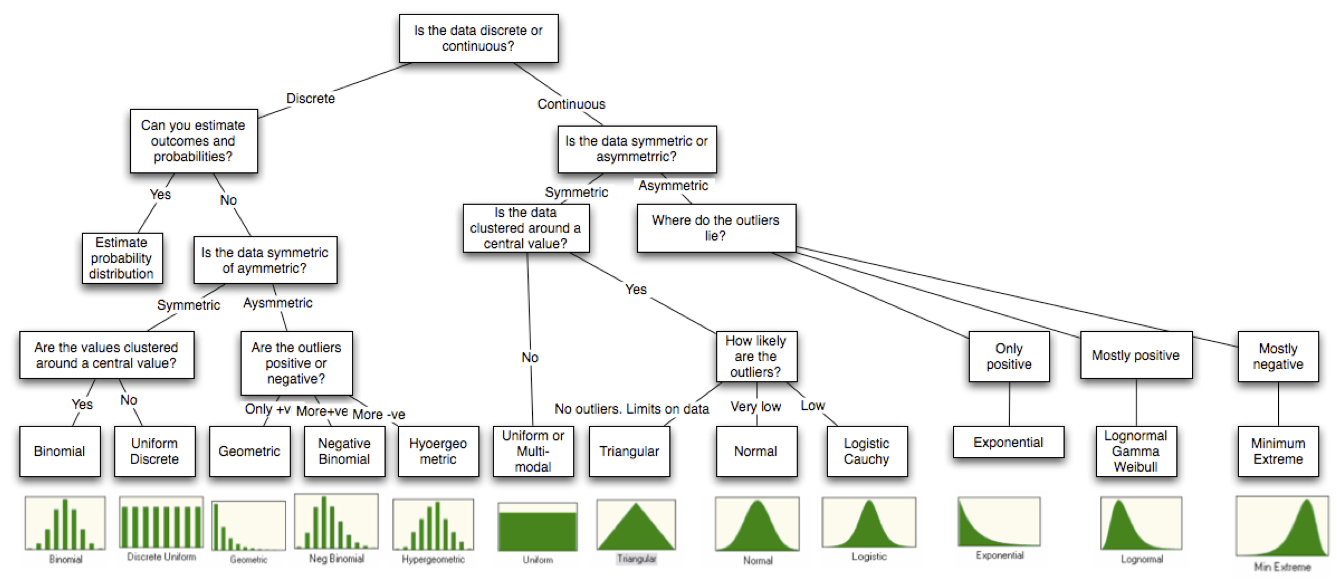 Is the data discrete or
continuous?
Discrete
Continuous
Can you estimate
outcomes and
probabilities?
Is the data symmetric or
asymmetrric?
Yes
No
Symmetric
Asymmetric
Estimate
probability
distribution
Is the data symmetric
of aymmetric?
Is the data
clustered around a
central value?
Where do the outliers
lie?
Symmetric
Aysmmetric
Yes
No
Are the values clustered
around a central value?
Are the outliers
positive or
negative?
How likely
are the
outliers?
Only
positive
Mostly positive
Mostly
negative
Yes
No
Only +v
More+ve
More -ve
No outliers. Limits on data
Very low
Low
Binomial
Uniform
Discrete
Geometric
Negative
Binomial
Hyoergeo
metric
Uniform or
Multi-
modal
Triangular
Normal
Logistic
Cauchy
Exponential
Lognormal
Gamma
Weibull
Minimum
Extreme
Binomial
Discrete Uniform
Geometric
Neg Binomial
Hypergeometric
Uniform
Triangular
Normal
Logistic
Exponential
Lognormal
Min Extreme